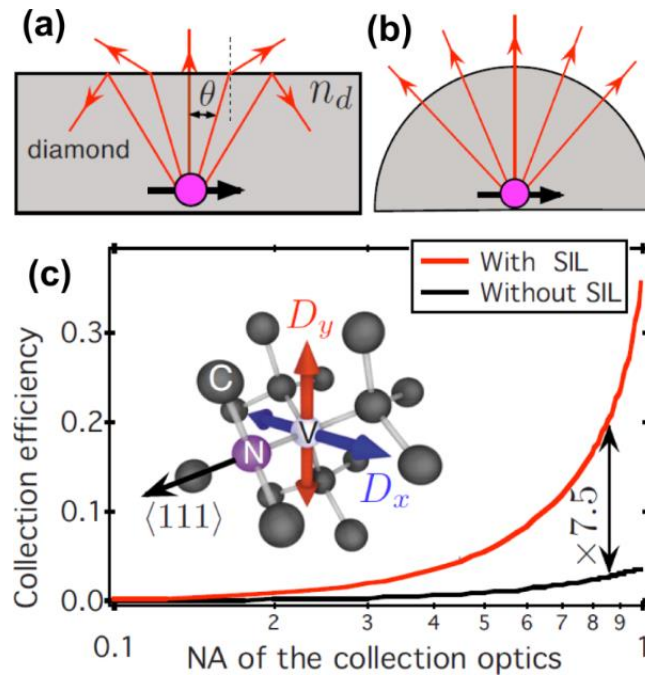 (a)
θ
n_d
diamond
(b)
(c)
With SIL
Without SIL
Collection efficiency
0.3
0.2
0.1
0.0
D_y
C
V
N
D_x
⟨111⟩
×7.5
0.1 2 3 4 5 6 7 8 9 1
NA of the collection optics